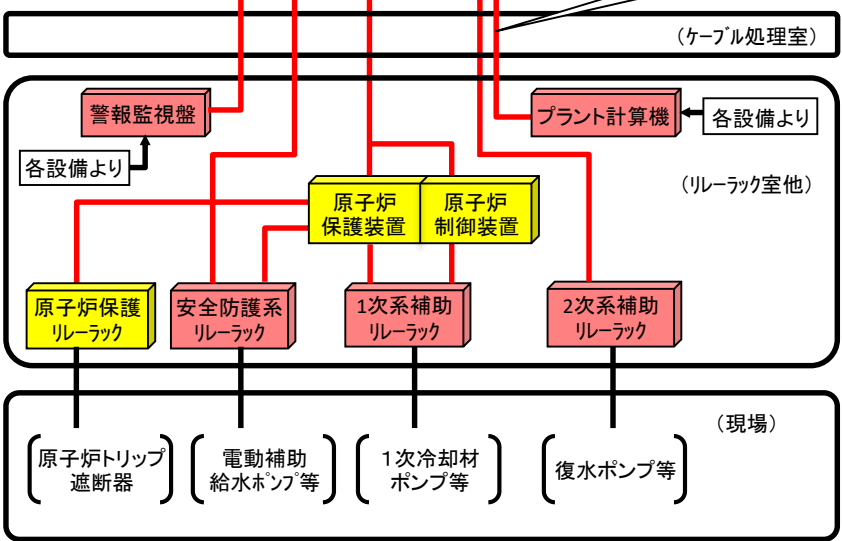 （ｹｰﾌﾞﾙ処理室）
警報監視盤
プラント計算機
各設備より
各設備より
（ﾘﾚｰﾗｯｸ室他）
原子炉
保護装置
原子炉
制御装置
原子炉保護
ﾘﾚｰﾗｯｸ
安全防護系
ﾘﾚｰﾗｯｸ
1次系補助
ﾘﾚｰﾗｯｸ
2次系補助
ﾘﾚｰﾗｯｸ
（現場）
原子炉トリップ
遮断器
電動補助
給水ﾎﾟﾝﾌﾟ等
１次冷却材
ポンプ等
復水ポンプ等